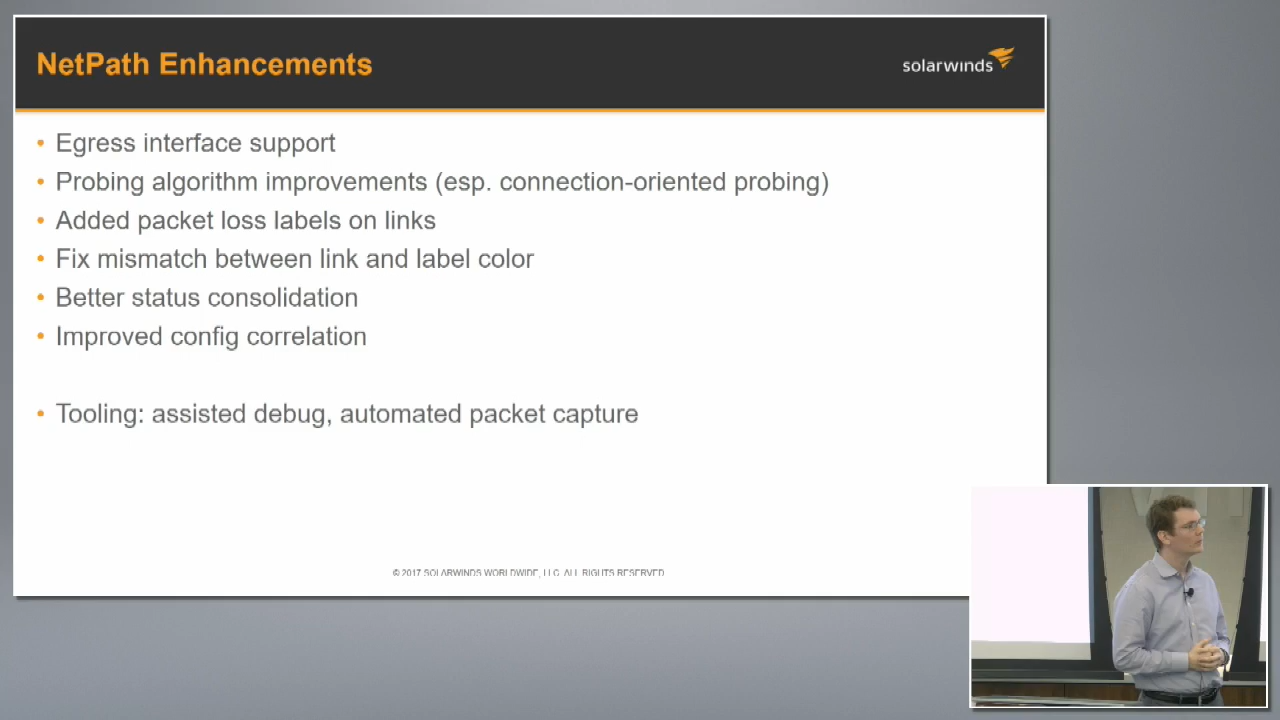 NetPath Enhancements
solarwinds
• Egress interface support
• Probing algorithm improvements (esp. connection-oriented probing)
• Added packet loss labels on links
• Fix mismatch between link and label color
• Better status consolidation
• Improved config correlation
• Tooling: assisted debug, automated packet capture
© 2017 SOLARWINDS WORLDWIDE, LLC. ALL RIGHTS RESERVED.